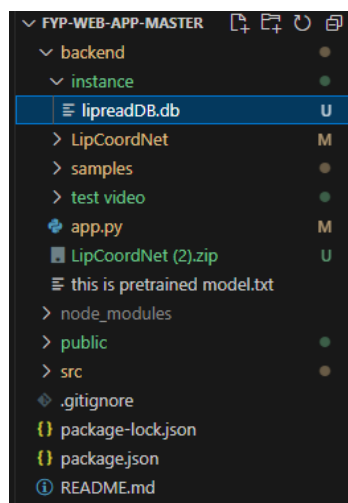 FYP-WEB-APP-MASTER
backend
instance
lipreadDB.db U
LipCoordNet M
samples
test video
app.py M
LipCoordNet (2).zip U
this is pretrained model.txt
node_modules
public
src
.gitignore
{} package-lock.json
{} package.json
README.md